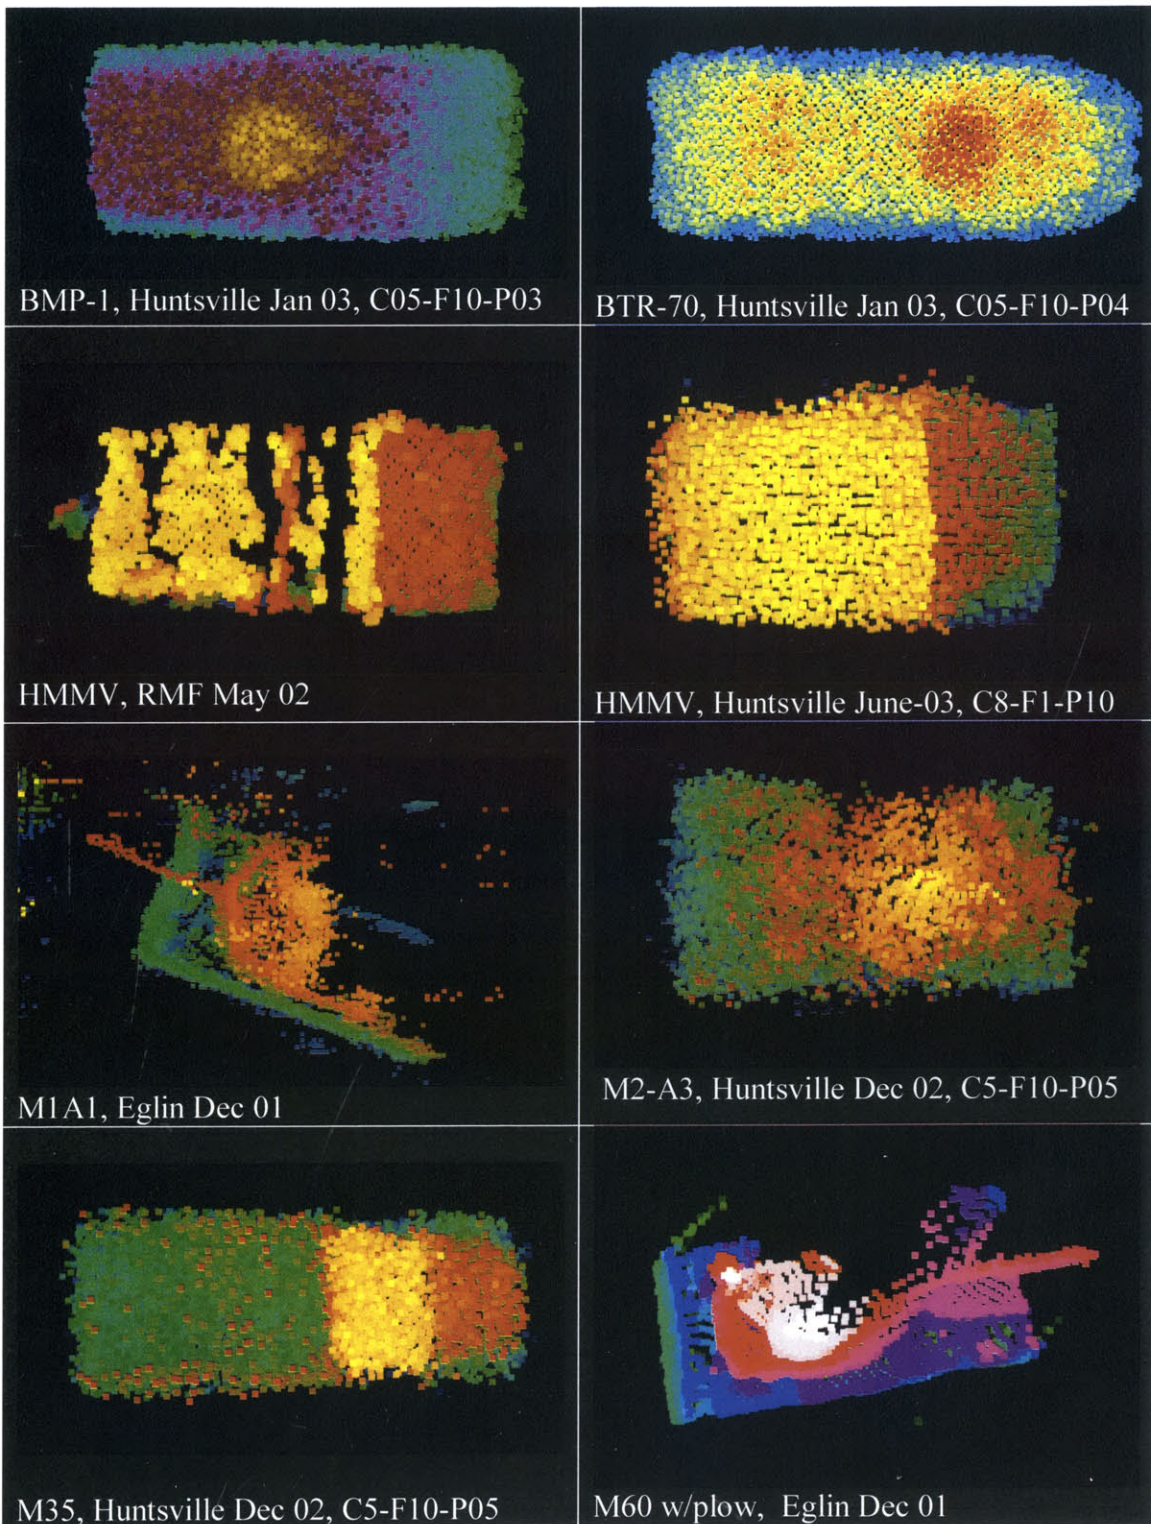 BMP-1, Huntsville Jan 03, C05-F10-P03
BTR-70, Huntsville Jan 03, C05-F10-P04
HMMV, RMF May 02
HMMV, Huntsville June-03, C8-F1-P10
M1A1, Eglin Dec 01
M2-A3, Huntsville Dec 02, C5-F10-P05
M35, Huntsville Dec 02, C5-F10-P05
M60 w/plow, Eglin Dec 01